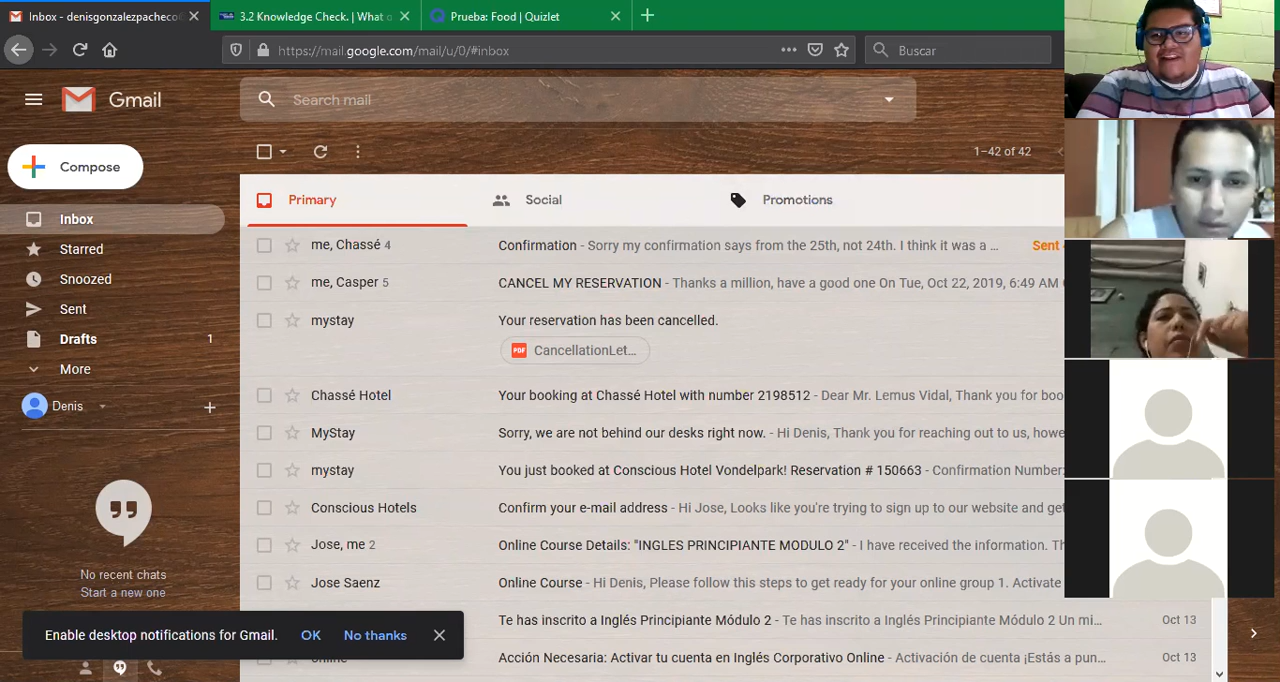 Inbox - denisgonzalezpacheco
3.2 Knowledge Check. | What o
Prueba: Food | Quizlet
https://mail.google.com/mail/u/0/#inbox
Buscar
Gmail
Search mail
Compose
1–42 of 42
Primary
Social
Promotions
Inbox
Starred
Snoozed
Sent
Drafts 1
More
Denis
me, Chassé 4 Confirmation - Sorry my confirmation says from the 25th, not 24th. I think it was a ... Sent
me, Casper 5 CANCEL MY RESERVATION - Thanks a million, have a good one On Tue, Oct 22, 2019, 6:49 AM
mystay Your reservation has been cancelled.
PDF CancellationLet...
Chassé Hotel Your booking at Chassé Hotel with number 2198512 - Dear Mr. Lemus Vidal, Thank you for boo
MyStay Sorry, we are not behind our desks right now. - Hi Denis, Thank you for reaching out to us, howe
mystay You just booked at Conscious Hotel Vondelpark! Reservation # 150663 - Confirmation Number:
Conscious Hotels Confirm your e-mail address - Hi Jose, Looks like you're trying to sign up to our website and get
Jose, me 2 Online Course Details: "INGLES PRINCIPIANTE MODULO 2" - I have received the information. Th
Jose Saenz Online Course - Hi Denis, Please follow this steps to get ready for your online group 1. Activate
Te has inscrito a Inglés Principiante Módulo 2 - Te has inscrito a Inglés Principiante Módulo 2 Un mi... Oct 13
Acción Necesaria: Activar tu cuenta en Inglés Corporativo Online - Activación de cuenta ¡Estás a pun... Oct 13
No recent chats
Start a new one
Enable desktop notifications for Gmail. OK No thanks